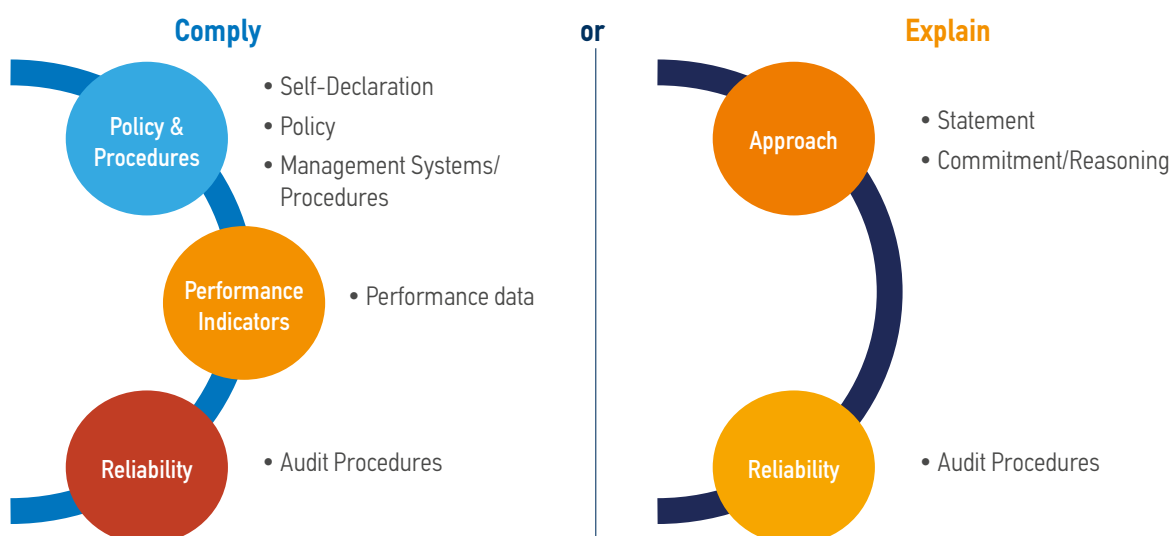 Comply
or
Explain
Policy &
Procedures
• Self-Declaration
• Policy
• Management Systems/
Procedures
Performance
Indicators
• Performance data
Reliability
• Audit Procedures
Approach
• Statement
• Commitment/Reasoning
Reliability
• Audit Procedures